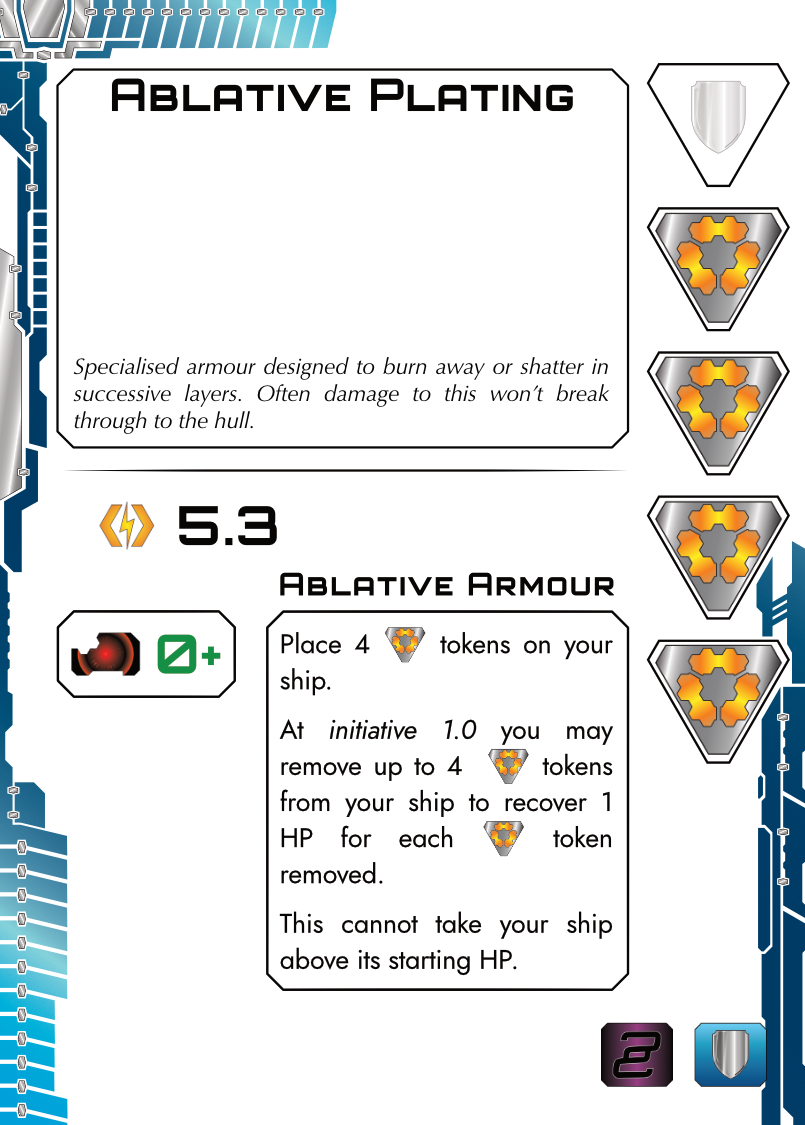 Ablative Plating
Specialised armour designed to burn away or shatter in
successive layers. Often damage to this won't break
through to the hull.
5.3
Ablative Armour
0+
Place 4 tokens on your
ship.
At initiative 1.0 you may
remove up to 4 tokens
from your ship to recover 1
HP for each token
removed.
This cannot take your ship
above its starting HP.
2